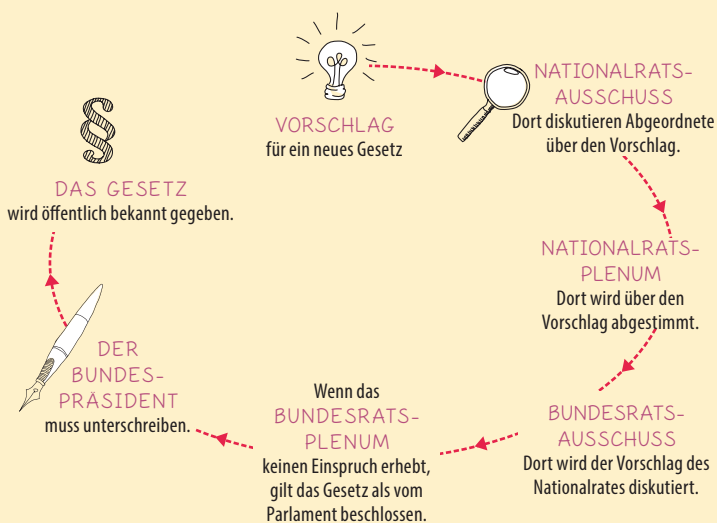 VORSCHLAG
für ein neues Gesetz
NATIONALRATS-
AUSSCHUSS
Dort diskutieren Abgeordnete
über den Vorschlag.
NATIONALRATS-
PLENUM
Dort wird über den
Vorschlag abgestimmt.
BUNDESRATS-
AUSSCHUSS
Dort wird der Vorschlag des
Nationalrates diskutiert.
Wenn das
BUNDESRATS-
PLENUM
keinen Einspruch erhebt,
gilt das Gesetz als vom
Parlament beschlossen.
DER
BUNDES-
PRÄSIDENT
muss unterschreiben.
§
DAS GESETZ
wird öffentlich bekannt gegeben.